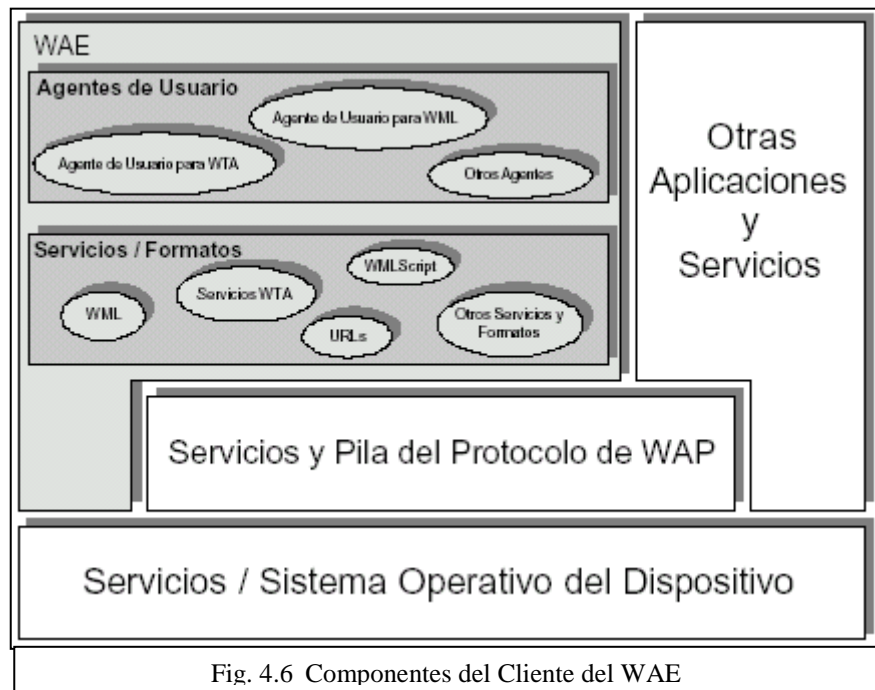 WAE
Agentes de Usuario
Agente de Usuario para WML
Agente de Usuario para WTA
Otros Agentes
Servicios / Formatos
WMLScript
Servicios WTA
WML
URLs
Otros Servicios y
Formatos
Otras
Aplicaciones
y
Servicios
Servicios y Pila del Protocolo de WAP
Servicios / Sistema Operativo del Dispositivo
Fig. 4.6 Componentes del Cliente del WAE